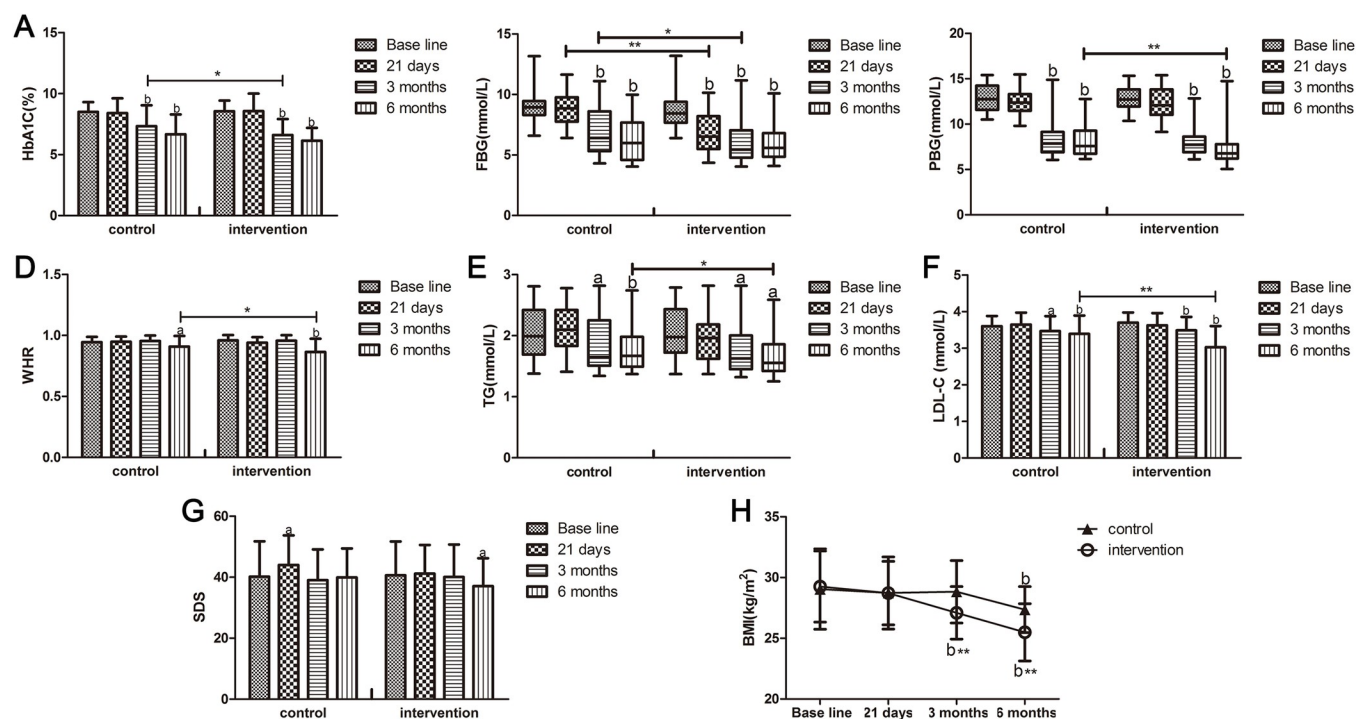 A
HbA1C(%)
15
10
5
0
b
b
*
b
b
control
intervention
Base line
21 days
3 months
6 months
FBG(mmol/L)
15
10
5
0
b
b
**
*
b
b
b
control
intervention
Base line
21 days
3 months
6 months
PBG(mmol/L)
20
15
10
5
0
b
b
**
b
b
control
intervention
Base line
21 days
3 months
6 months
D
WHR
1.5
1.0
0.5
0.0
a
*
b
control
intervention
Base line
21 days
3 months
6 months
E
TG(mmol/L)
3
2
1
0
a
b
*
a
a
control
intervention
Base line
21 days
3 months
6 months
F
LDL-C (mmol/L)
5
4
3
2
1
0
a
b
**
b
b
control
intervention
Base line
21 days
3 months
6 months
G
SDS
60
40
20
0
a
a
control
intervention
Base line
21 days
3 months
6 months
H
BMI(kg/m²)
35
30
25
20
b
b**
b**
Base line
21 days
3 months
6 months
control
intervention